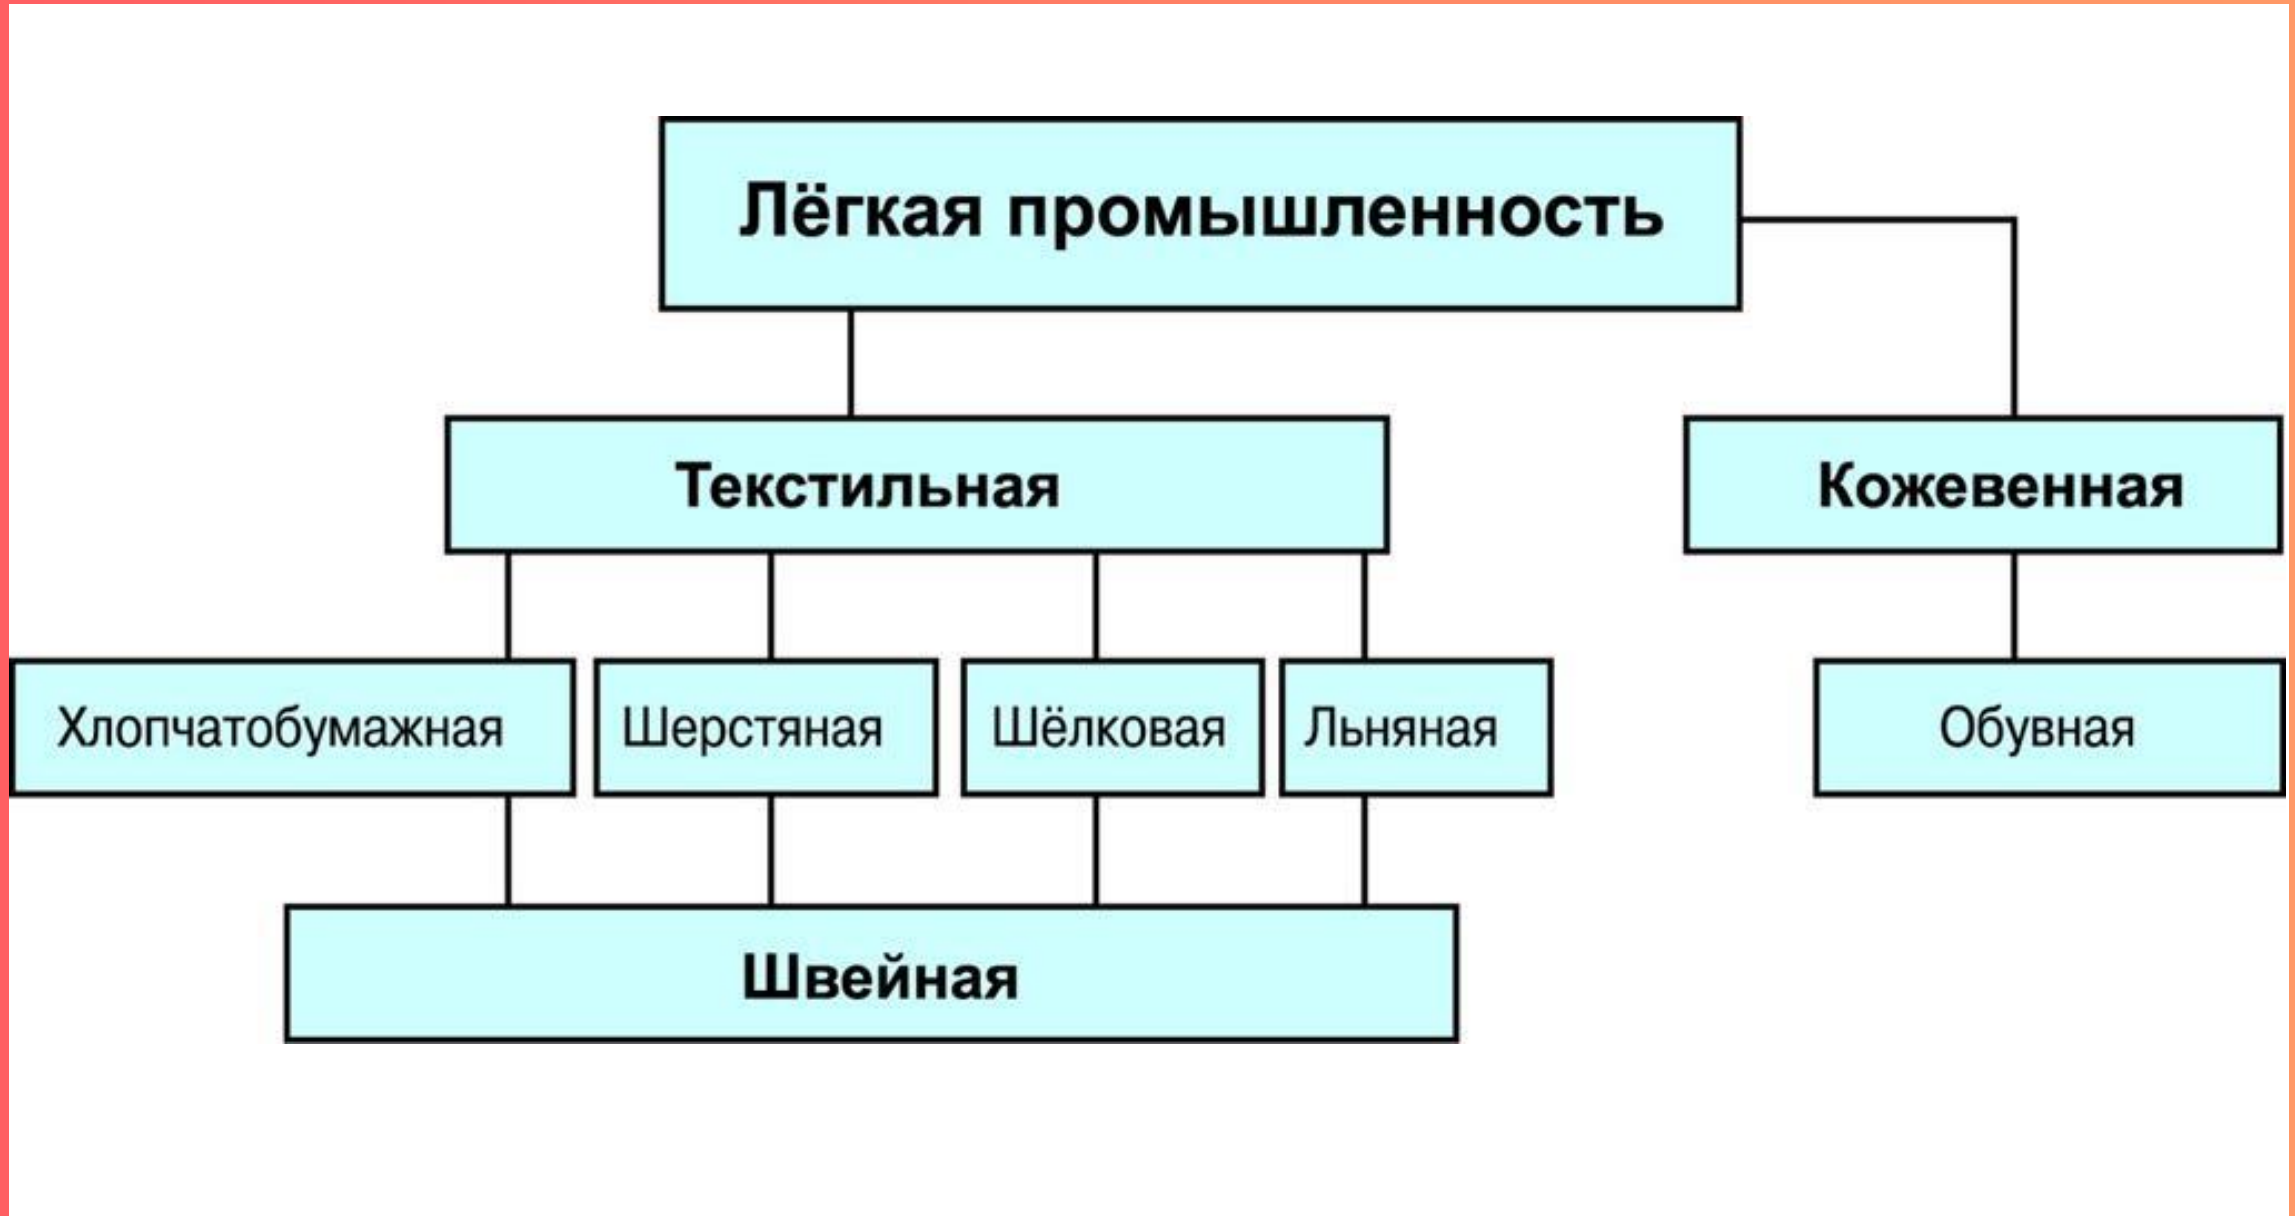 Лёгкая промышленность
Текстильная
Кожевенная
Хлопчатобумажная
Шерстяная
Шёлковая
Льняная
Обувная
Швейная